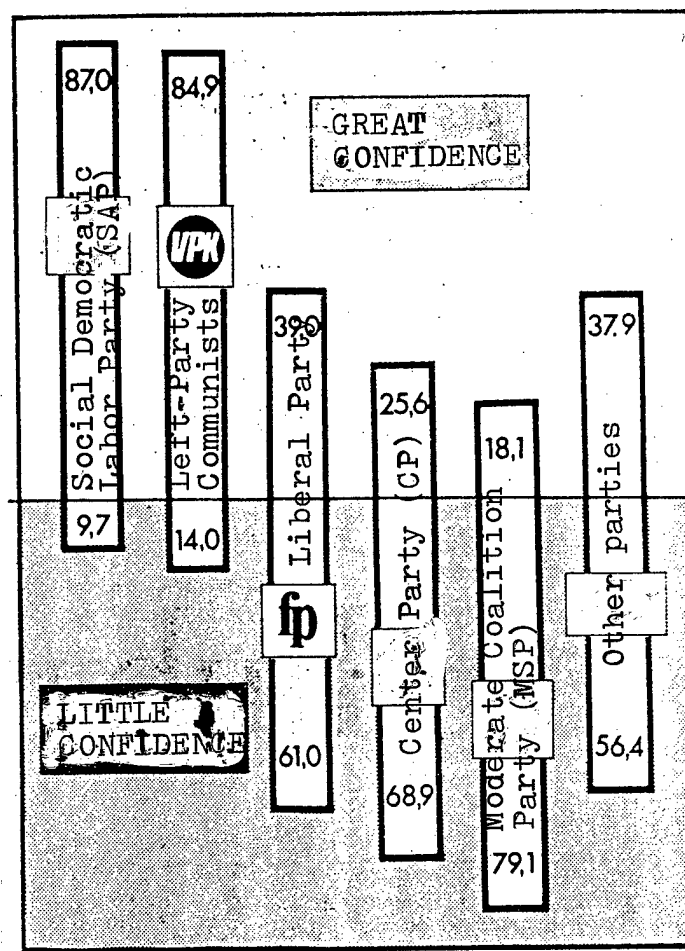 87,0
84,9
GREAT
CONFIDENCE
Social Democratic
Labor Party (SAP)
VPK
Left-Party
Communists
39,0
Liberal Part
25,6
18,1
37.9
Center Party (CP)
Moderate Coalition
Party (MSP)
Other parties
9,7
14,0
fp
LITTLE
CONFIDENCE
61,0
68,9
79,1
56,4